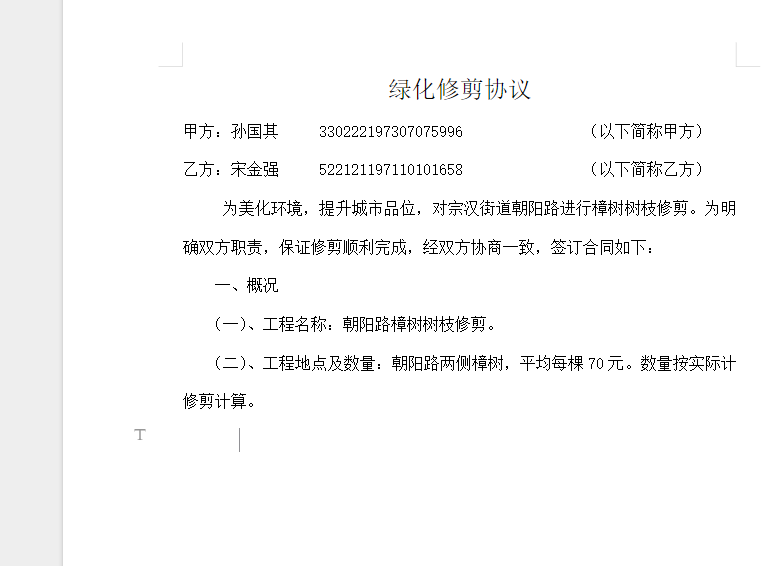 绿化修剪协议
甲方：孙国其 330222197307075996 （以下简称甲方）
乙方：宋金强 522121197110101658 （以下简称乙方）
为美化环境，提升城市品位，对宗汉街道朝阳路进行樟树树枝修剪。为明
确双方职责，保证修剪顺利完成，经双方协商一致，签订合同如下：
一、概况
（一）、工程名称：朝阳路樟树树枝修剪。
（二）、工程地点及数量：朝阳路两侧樟树，平均每棵 70 元。数量按实际计
修剪计算。